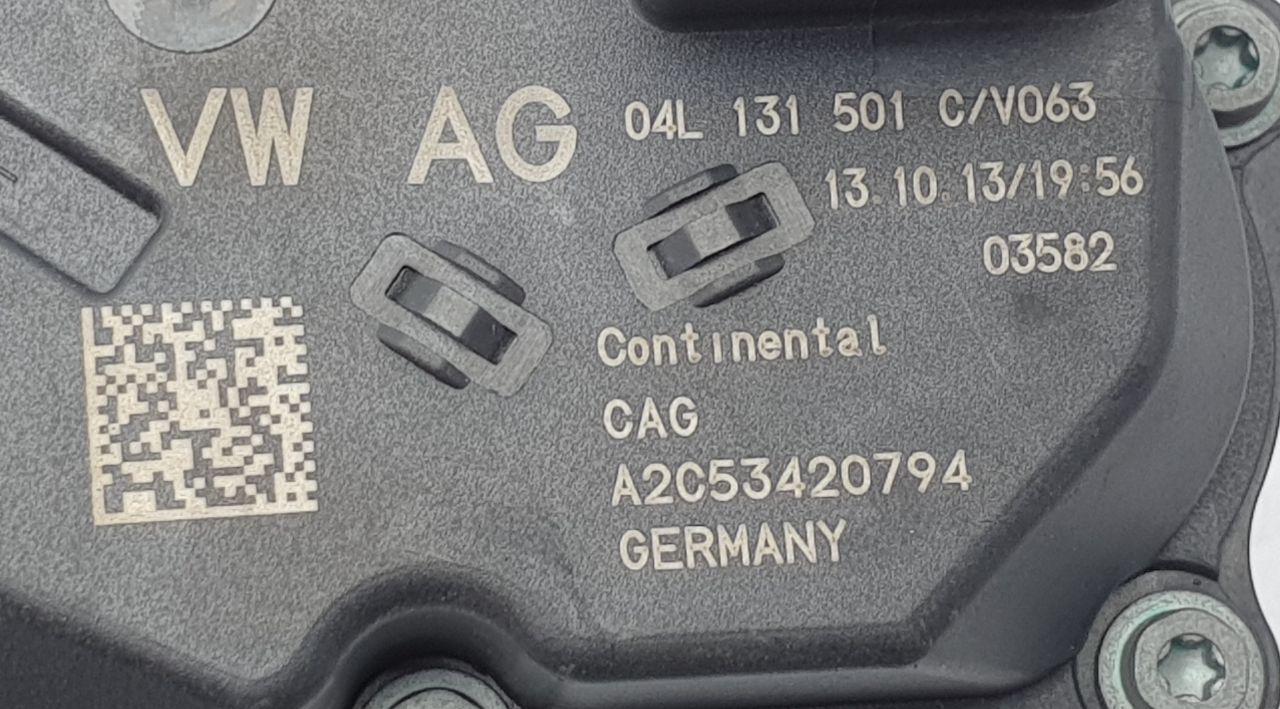 VW AG 04L 131 501 C/V063
13.10.13/19:56
03582
Continental
CAG
A2C53420794
GERMANY